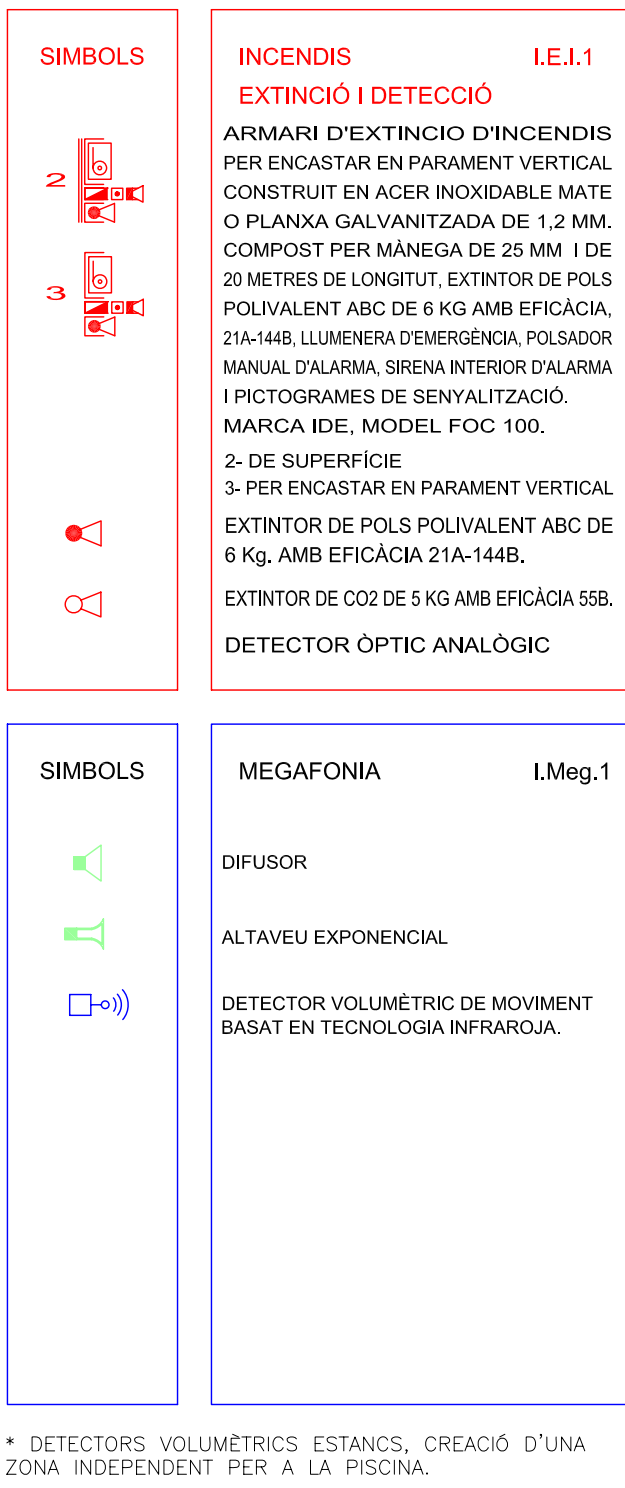 SIMBOLS
INCENDIS I.E.I.1
EXTINCIÓ I DETECCIÓ
ARMARI D'EXTINCIO D'INCENDIS
2
PER ENCASTAR EN PARAMENT VERTICAL
CONSTRUIT EN ACER INOXIDABLE MATE
O PLANXA GALVANITZADA DE 1,2 MM.
COMPOST PER MÀNEGA DE 25 MM I DE
3
20 METRES DE LONGITUT, EXTINTOR DE POLS
POLIVALENT ABC DE 6 KG AMB EFICÀCIA,
21A-144B, LLUMENERA D'EMERGÈNCIA, POLSADOR
MANUAL D'ALARMA, SIRENA INTERIOR D'ALARMA
I PICTOGRAMES DE SENYALITZACIÓ.
MARCA IDE, MODEL FOC 100.
2- DE SUPERFÍCIE
3- PER ENCASTAR EN PARAMENT VERTICAL
EXTINTOR DE POLS POLIVALENT ABC DE
6 Kg. AMB EFICÀCIA 21A-144B.
EXTINTOR DE CO2 DE 5 KG AMB EFICÀCIA 55B.
DETECTOR ÒPTIC ANALÒGIC
SIMBOLS
MEGAFONIA I.Meg.1
DIFUSOR
ALTAVEU EXPONENCIAL
DETECTOR VOLUMÈTRIC DE MOVIMENT
BASAT EN TECNOLOGIA INFRAROJA.
* DETECTORS VOLUMÈTRICS ESTANCS, CREACIÓ D'UNA
ZONA INDEPENDENT PER A LA PISCINA.